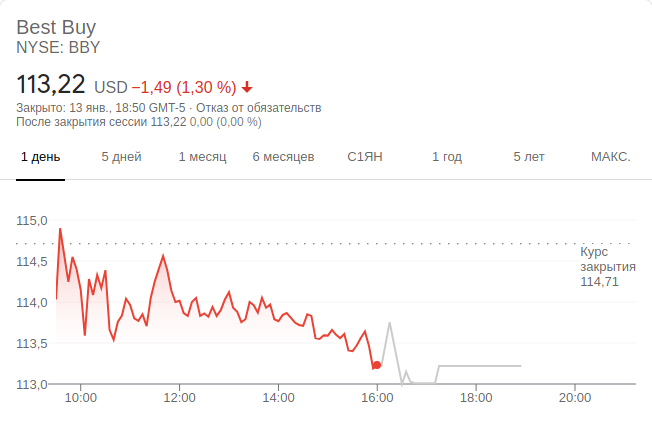 Best Buy
NYSE: BBY
113,22 USD −1,49 (1,30 %)
Закрыто: 13 янв., 18:50 GMT-5 · Отказ от обязательств
После закрытия сессии 113,22 0,00 (0,00 %)
1 день 5 дней 1 месяц 6 месяцев С1ЯН 1 год 5 лет МАКС.
115,0
Курс
закрытия
114,71
114,5
114,0
113,5
113,0
10:00 12:00 14:00 16:00 18:00 20:00